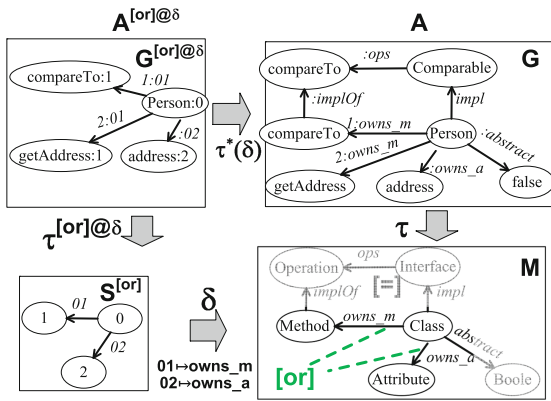 A[or]@δ
A
G[or]@δ
compareTo:1
1:01
Person:0
2:01
:02
getAddress:1
address:2
τ*(δ)
G
:ops
compareTo
Comparable
:implOf
impl
compareTo
1:owns_m
Person
:abstract
2:owns_m
:owns_a
getAddress
address
false
τ[or]@δ
τ
S[or]
1
01
0
02
2
δ
01↦owns_m
02↦owns_a
M
ops
Operation
Interface
[=]
implOf
impl
Method
owns_m
Class
abstract
[or]
owns_a
Attribute
Boole